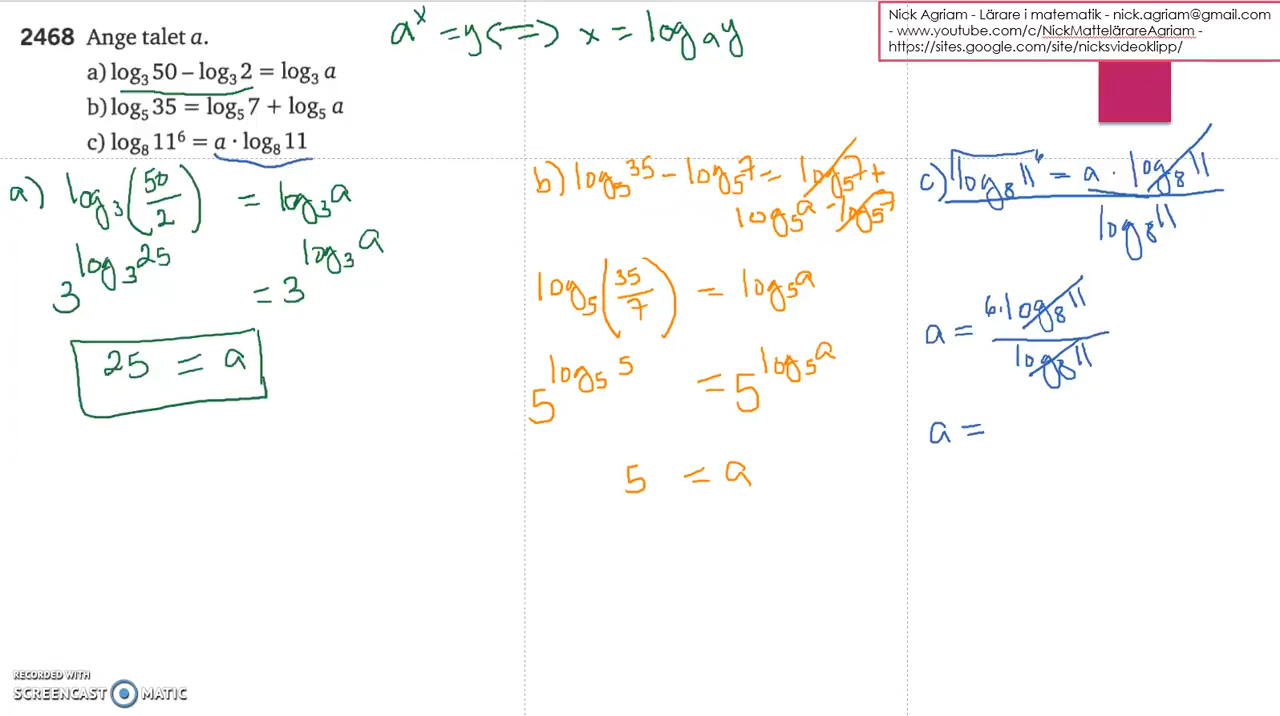 2468 Ange talet a.
a) log₃ 50 – log₃ 2 = log₃ a
b) log₅ 35 = log₅ 7 + log₅ a
c) log₈ 11⁶ = a · log₈ 11
aˣ = y <=> x = logₐ y
Nick Agriam - Lärare i matematik - nick.agriam@gmail.com
- www.youtube.com/c/NickMattelärareAgriam -
https://sites.google.com/site/nicksvideoklipp/
a) log₃(50/2) = log₃ a
3^(log₃ 25) = 3^(log₃ a)
25 = a
b) log₅ 35 - log₅ 7 = log₅ 7 +
log₅ a - log₅ 7
log₅(35/7) = log₅ a
5^(log₅ 5) = 5^(log₅ a)
5 = a
c) log₈ 11⁶ = a · log₈ 11
log₈ 11
a = 6·log₈ 11
log₈ 11
a =
RECORDED WITH
SCREENCAST MATIC